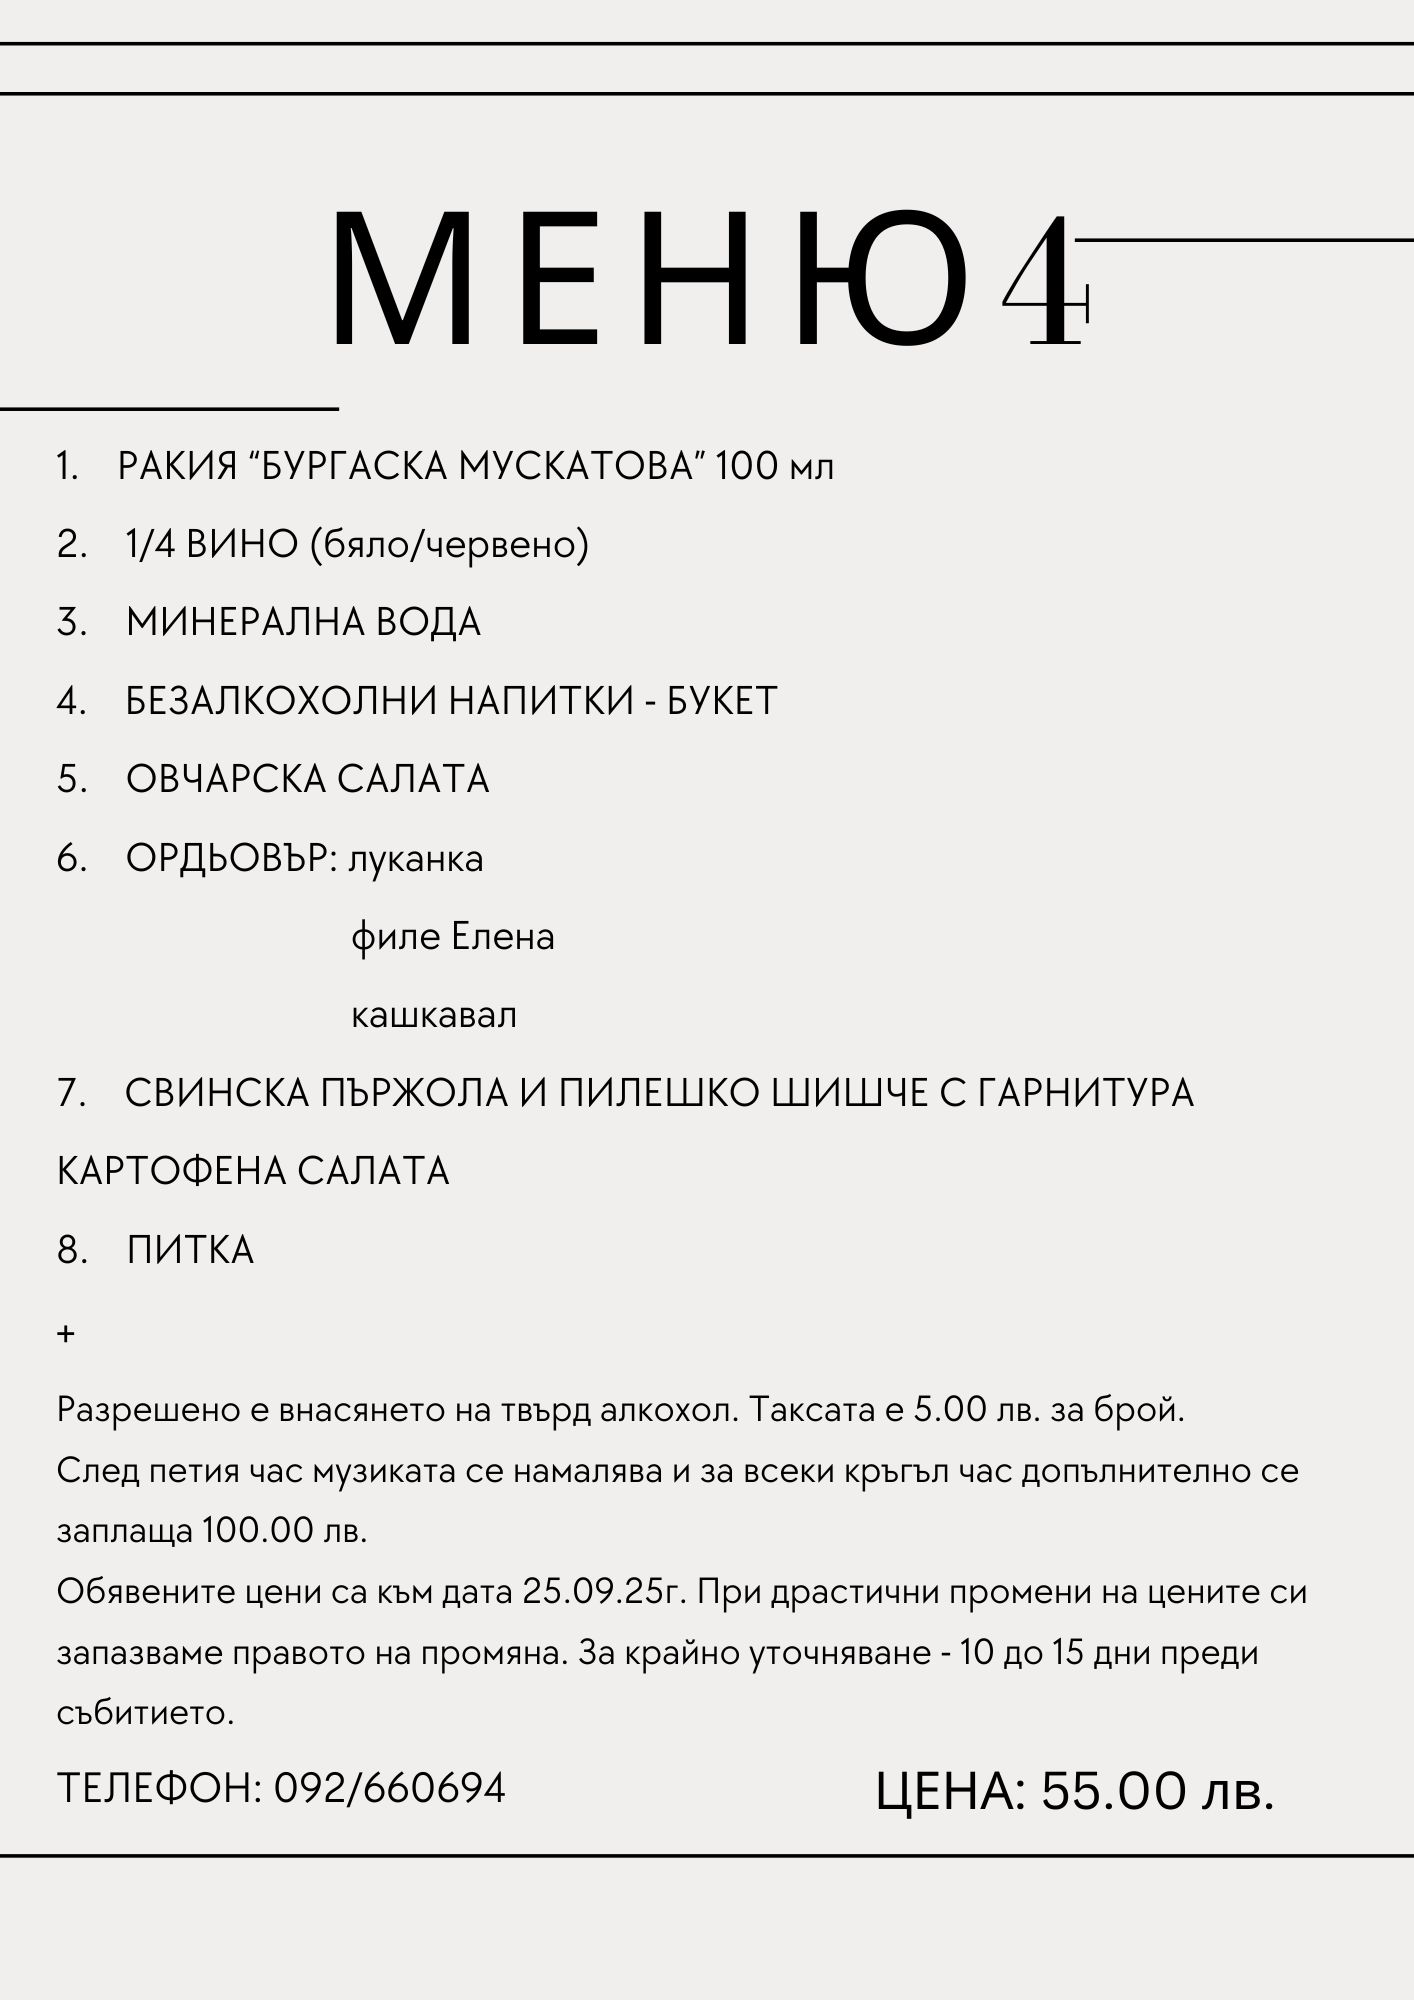 МЕНЮ4
1. РАКИЯ “БУРГАСКА МУСКАТОВА” 100 мл
2. 1/4 ВИНО (бяло/червено)
3. МИНЕРАЛНА ВОДА
4. БЕЗАЛКОХОЛНИ НАПИТКИ - БУКЕТ
5. ОВЧАРСКА САЛАТА
6. ОРДЬОВЪР: луканка
филе Елена
кашкавал
7. СВИНСКА ПЪРЖОЛА И ПИЛЕШКО ШИШЧЕ С ГАРНИТУРА
КАРТОФЕНА САЛАТА
8. ПИТКА
+
Разрешено е внасянето на твърд алкохол. Таксата е 5.00 лв. за брой.
След петия час музиката се намалява и за всеки кръгъл час допълнително се
заплаща 100.00 лв.
Обявените цени са към дата 25.09.25г. При драстични промени на цените си
запазваме правото на промяна. За крайно уточняване - 10 до 15 дни преди
събитието.
ТЕЛЕФОН: 092/660694 ЦЕНА: 55.00 лв.